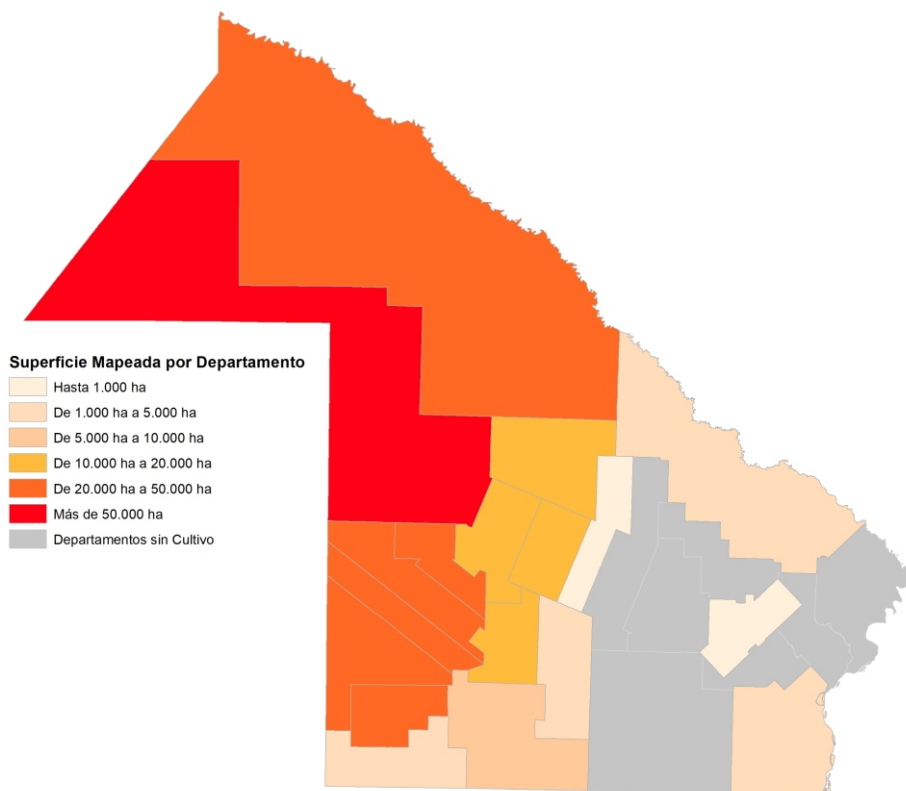 Superficie Mapeada por Departamento
Hasta 1.000 ha
De 1.000 ha a 5.000 ha
De 5.000 ha a 10.000 ha
De 10.000 ha a 20.000 ha
De 20.000 ha a 50.000 ha
Más de 50.000 ha
Departamentos sin Cultivo